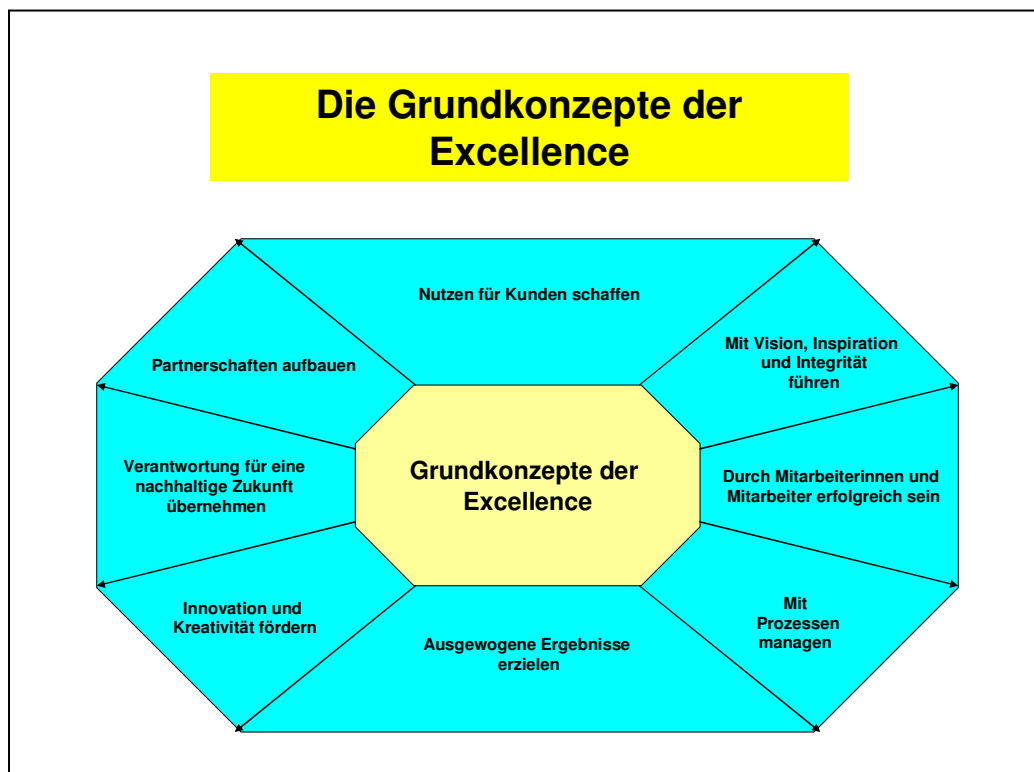 Die Grundkonzepte der
Excellence
Nutzen für Kunden schaffen
Mit Vision, Inspiration
und Integrität
führen
Partnerschaften aufbauen
Grundkonzepte der
Excellence
Verantwortung für eine
nachhaltige Zukunft
übernehmen
Durch Mitarbeiterinnen und
Mitarbeiter erfolgreich sein
Innovation und
Kreativität fördern
Mit
Prozessen
managen
Ausgewogene Ergebnisse
erzielen